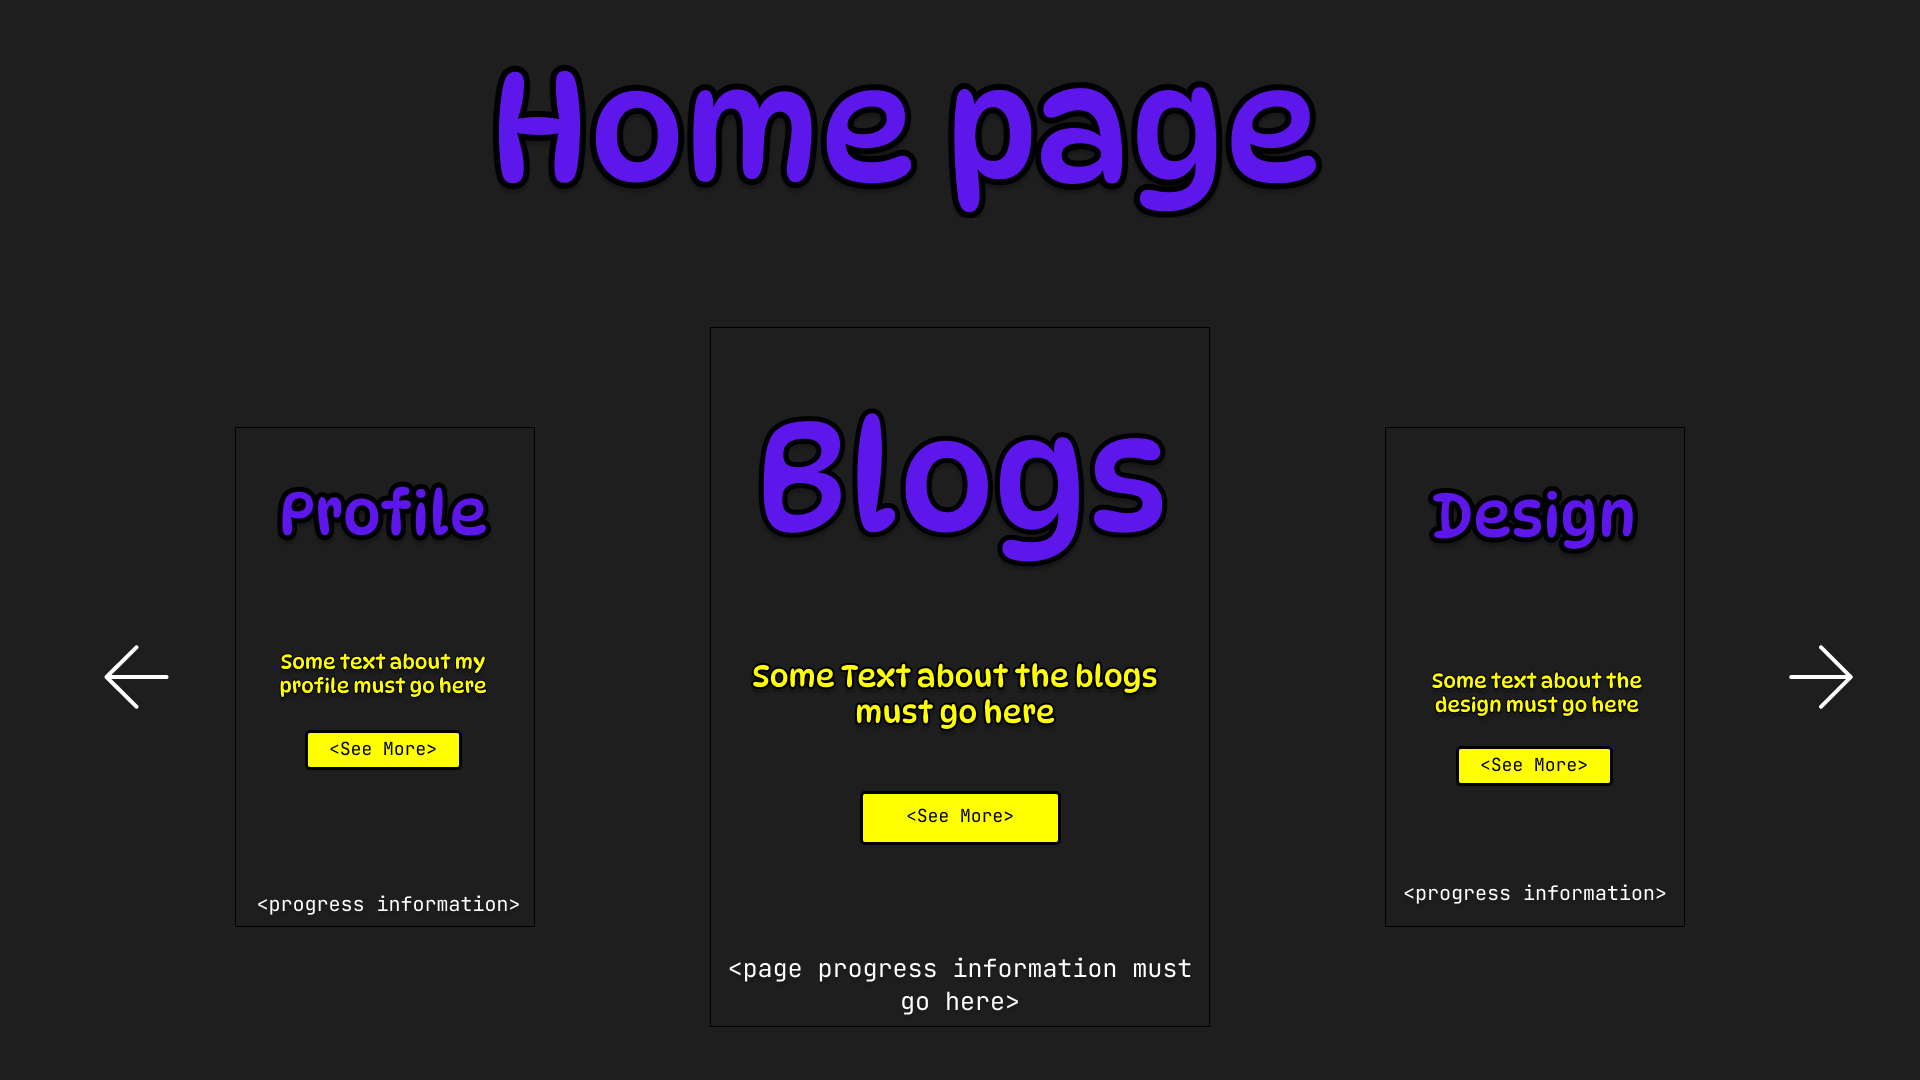 Home page
Profile
Some text about my
profile must go here
<See More>
<progress information>
Blogs
Some Text about the blogs
must go here
<See More>
<page progress information must
go here>
Design
Some text about the
design must go here
<See More>
<progress information>